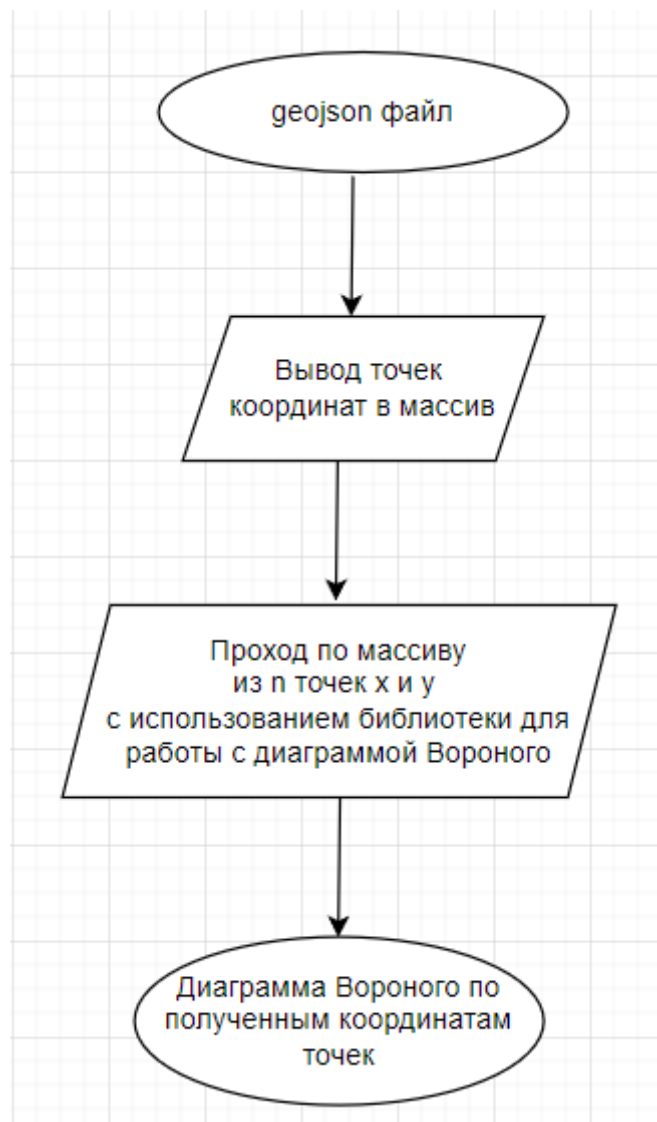 geojson файл
Вывод точек
координат в массив
Проход по массиву
из n точек x и y
с использованием библиотеки для
работы с диаграммой Вороного
Диаграмма Вороного по
полученным координатам
точек